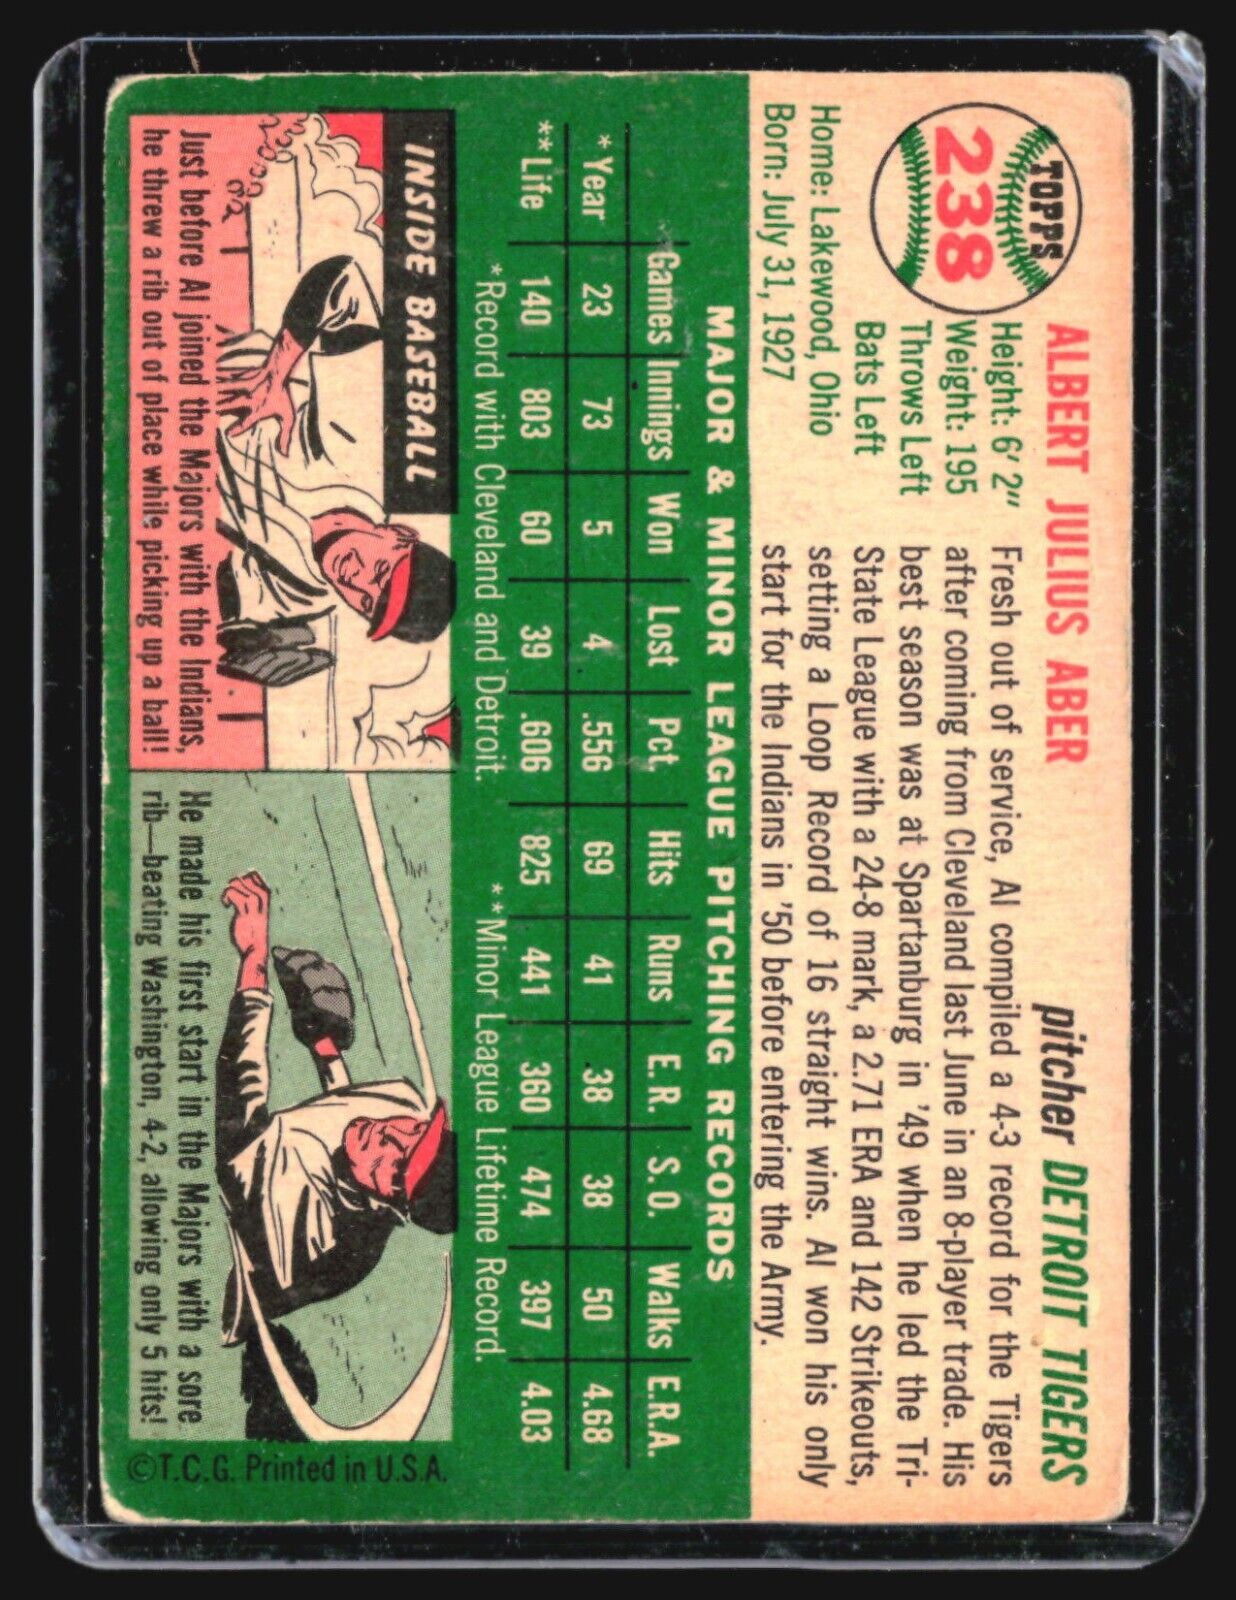 TOPPS
238
ALBERT JULIUS ABER
pitcher DETROIT TIGERS
Height: 6' 2"
Weight: 195
Throws Left
Bats Left
Home: Lakewood, Ohio
Born: July 31, 1927
Fresh out of service, Al compiled a 4-3 record for the Tigers
after coming from Cleveland last June in an 8-player trade. His
best season was at Spartanburg in '49 when he led the Tri-
State League with a 24-8 mark, a 2.71 ERA and 142 Strikeouts,
setting a Loop Record of 16 straight wins. Al won his only
start for the Indians in '50 before entering the Army.
MAJOR & MINOR LEAGUE PITCHING RECORDS
Games Innings Won Lost Pct. Hits Runs E.R. S.O. Walks E.R.A.
*Year 23 73 5 4 .556 69 41 38 38 50 4.68
**Life 140 803 60 39 .606 825 441 360 474 397 4.03
*Record with Cleveland and Detroit. **Minor League Lifetime Record.
INSIDE BASEBALL
Just before Al joined the Majors with the Indians,
he threw a rib out of place while picking up a ball!
He made his first start in the Majors with a sore
rib—beating Washington, 4-2, allowing only 5 hits!
©T.C.G. Printed in U.S.A.